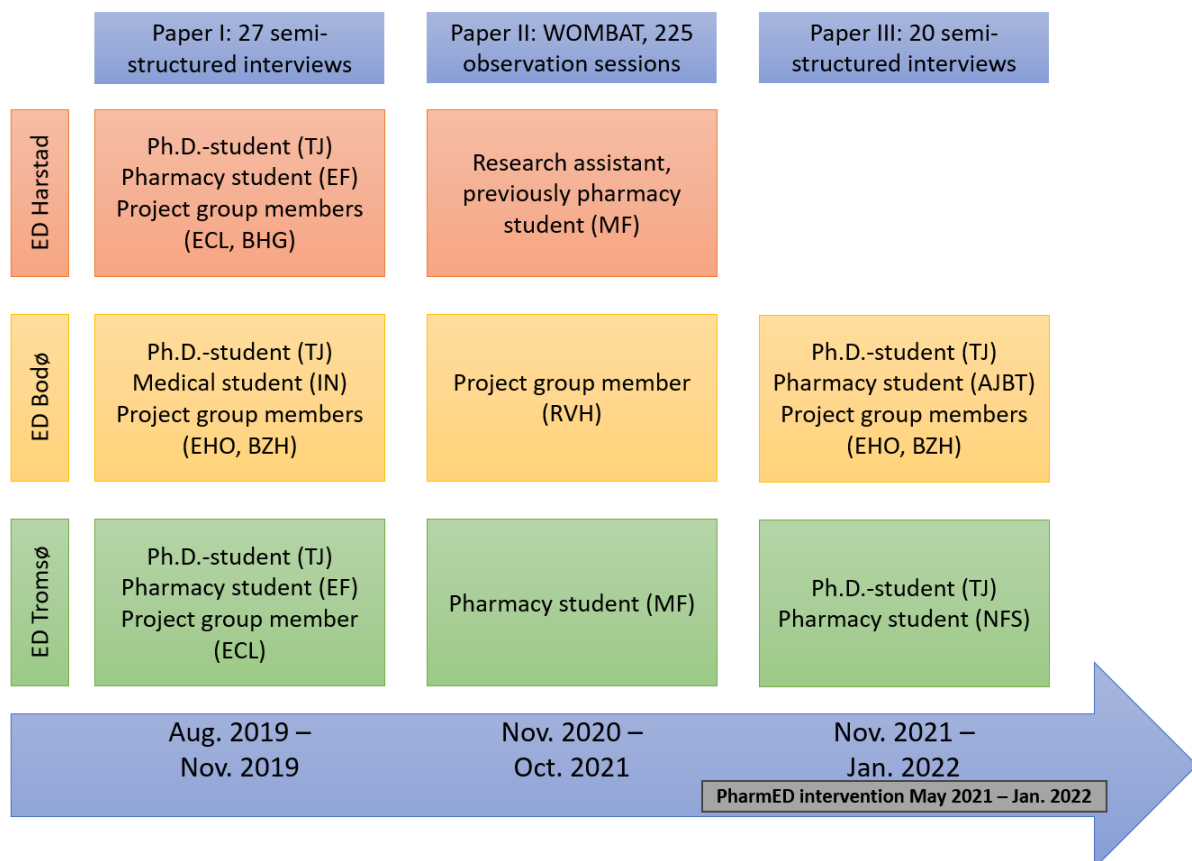 Paper I: 27 semi-
structured interviews
Paper II: WOMBAT, 225
observation sessions
Paper III: 20 semi-
structured interviews
ED Harstad
Ph.D.-student (TJ)
Pharmacy student (EF)
Project group members
(ECL, BHG)
Research assistant,
previously pharmacy
student (MF)
ED Bodø
Ph.D.-student (TJ)
Medical student (IN)
Project group members
(EHO, BZH)
Project group member
(RVH)
Ph.D.-student (TJ)
Pharmacy student (AJBT)
Project group members
(EHO, BZH)
ED Tromsø
Ph.D.-student (TJ)
Pharmacy student (EF)
Project group member
(ECL)
Pharmacy student (MF)
Ph.D.-student (TJ)
Pharmacy student (NFS)
Aug. 2019 –
Nov. 2019
Nov. 2020 –
Oct. 2021
Nov. 2021 –
Jan. 2022
PharmED intervention May 2021 – Jan. 2022